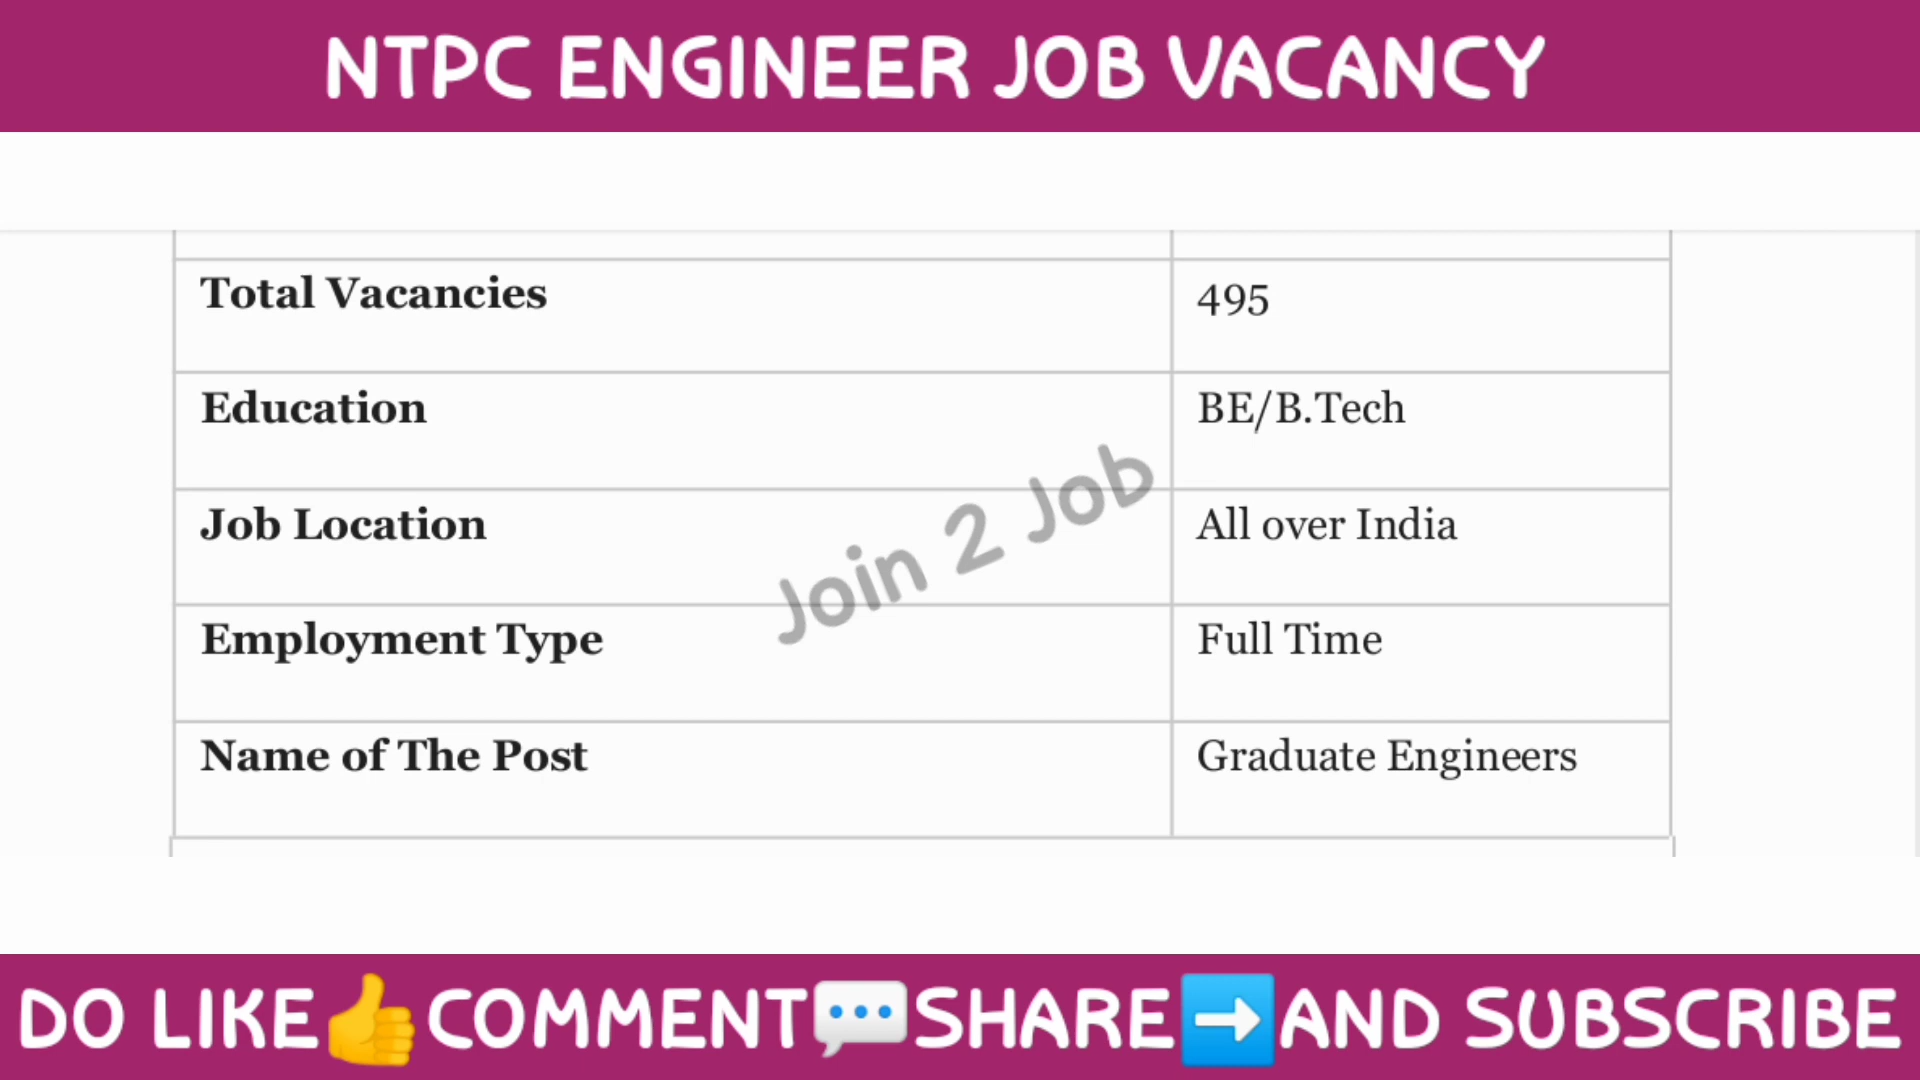 NTPC ENGINEER JOB VACANCY
Total Vacancies 495
Education BE/B.Tech
Job Location All over India
Employment Type Full Time
Name of The Post Graduate Engineers
Join 2 Job
DO LIKE👍COMMENT💬SHARE➡️AND SUBSCRIBE